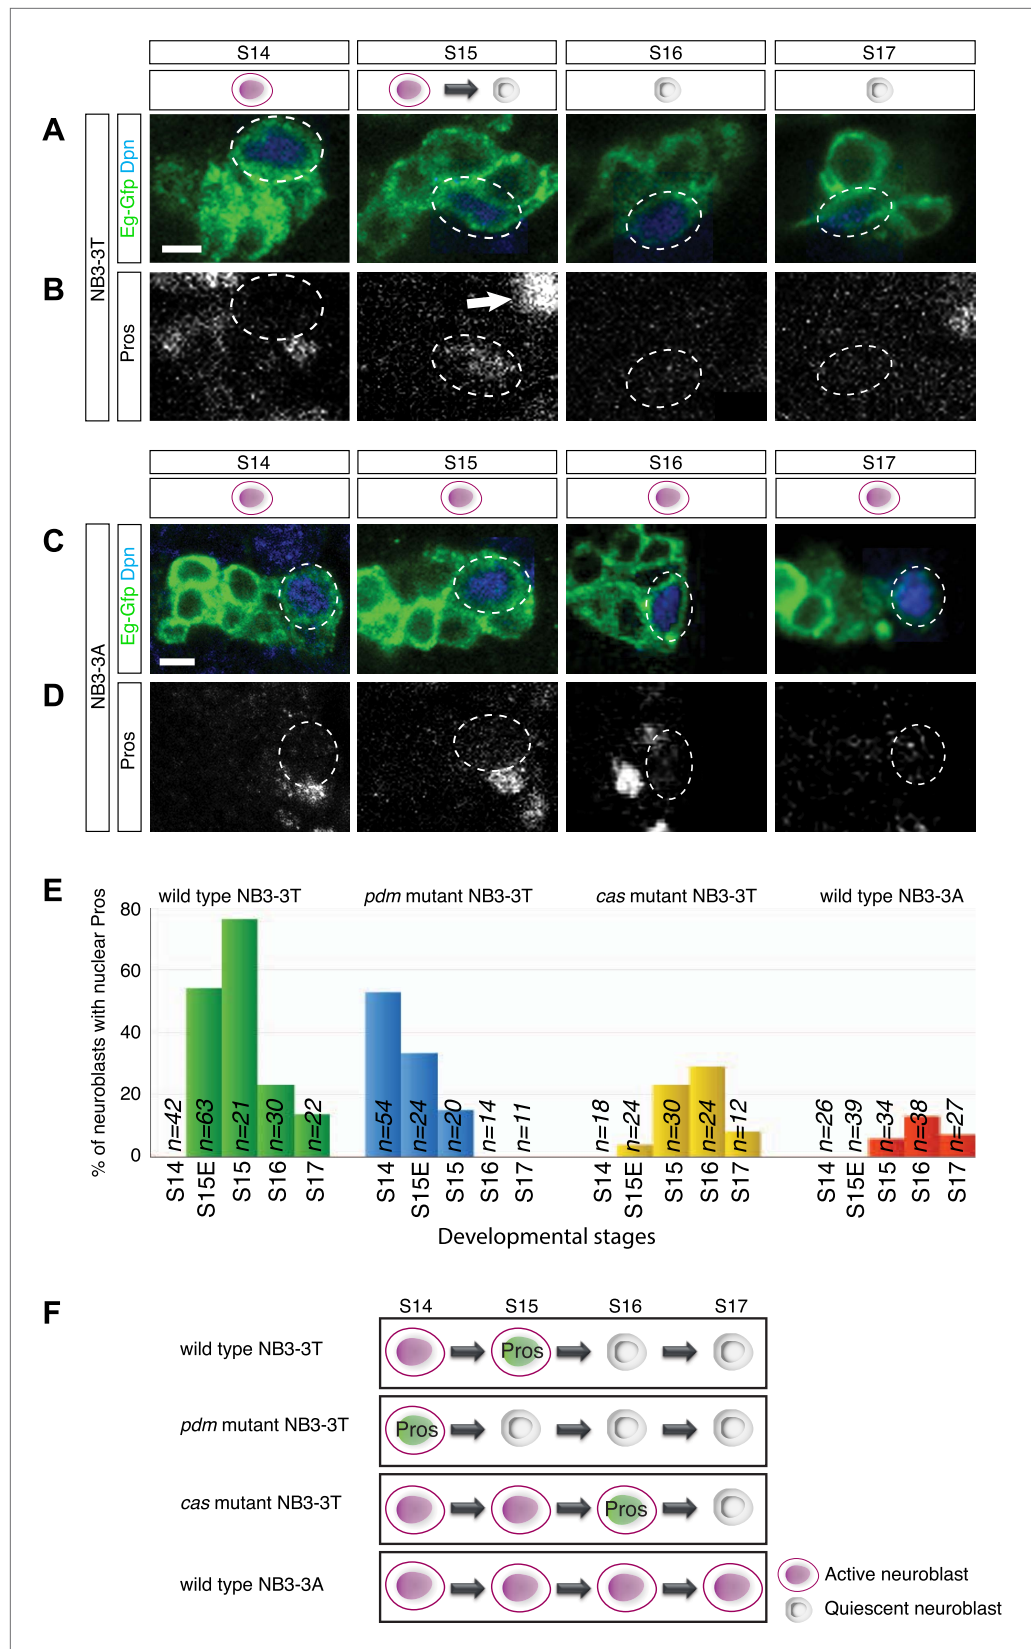 S14 S15 S16 S17
A
NB3-3T
Eg-Gfp Dpn
B
Pros
S14 S15 S16 S17
C
NB3-3A
Eg-Gfp Dpn
D
Pros
E
wild type NB3-3T pdm mutant NB3-3T cas mutant NB3-3T wild type NB3-3A
% of neuroblasts with nuclear Pros
80
60
40
20
0
n=42 n=63 n=21 n=30 n=22 n=54 n=24 n=20 n=14 n=11 n=18 n=24 n=30 n=24 n=12 n=26 n=39 n=34 n=38 n=27
S14 S15E S15 S16 S17 S14 S15E S15 S16 S17 S14 S15E S15 S16 S17 S14 S15E S15 S16 S17
Developmental stages
F
S14 S15 S16 S17
wild type NB3-3T Pros
pdm mutant NB3-3T Pros
cas mutant NB3-3T Pros
wild type NB3-3A
Active neuroblast
Quiescent neuroblast